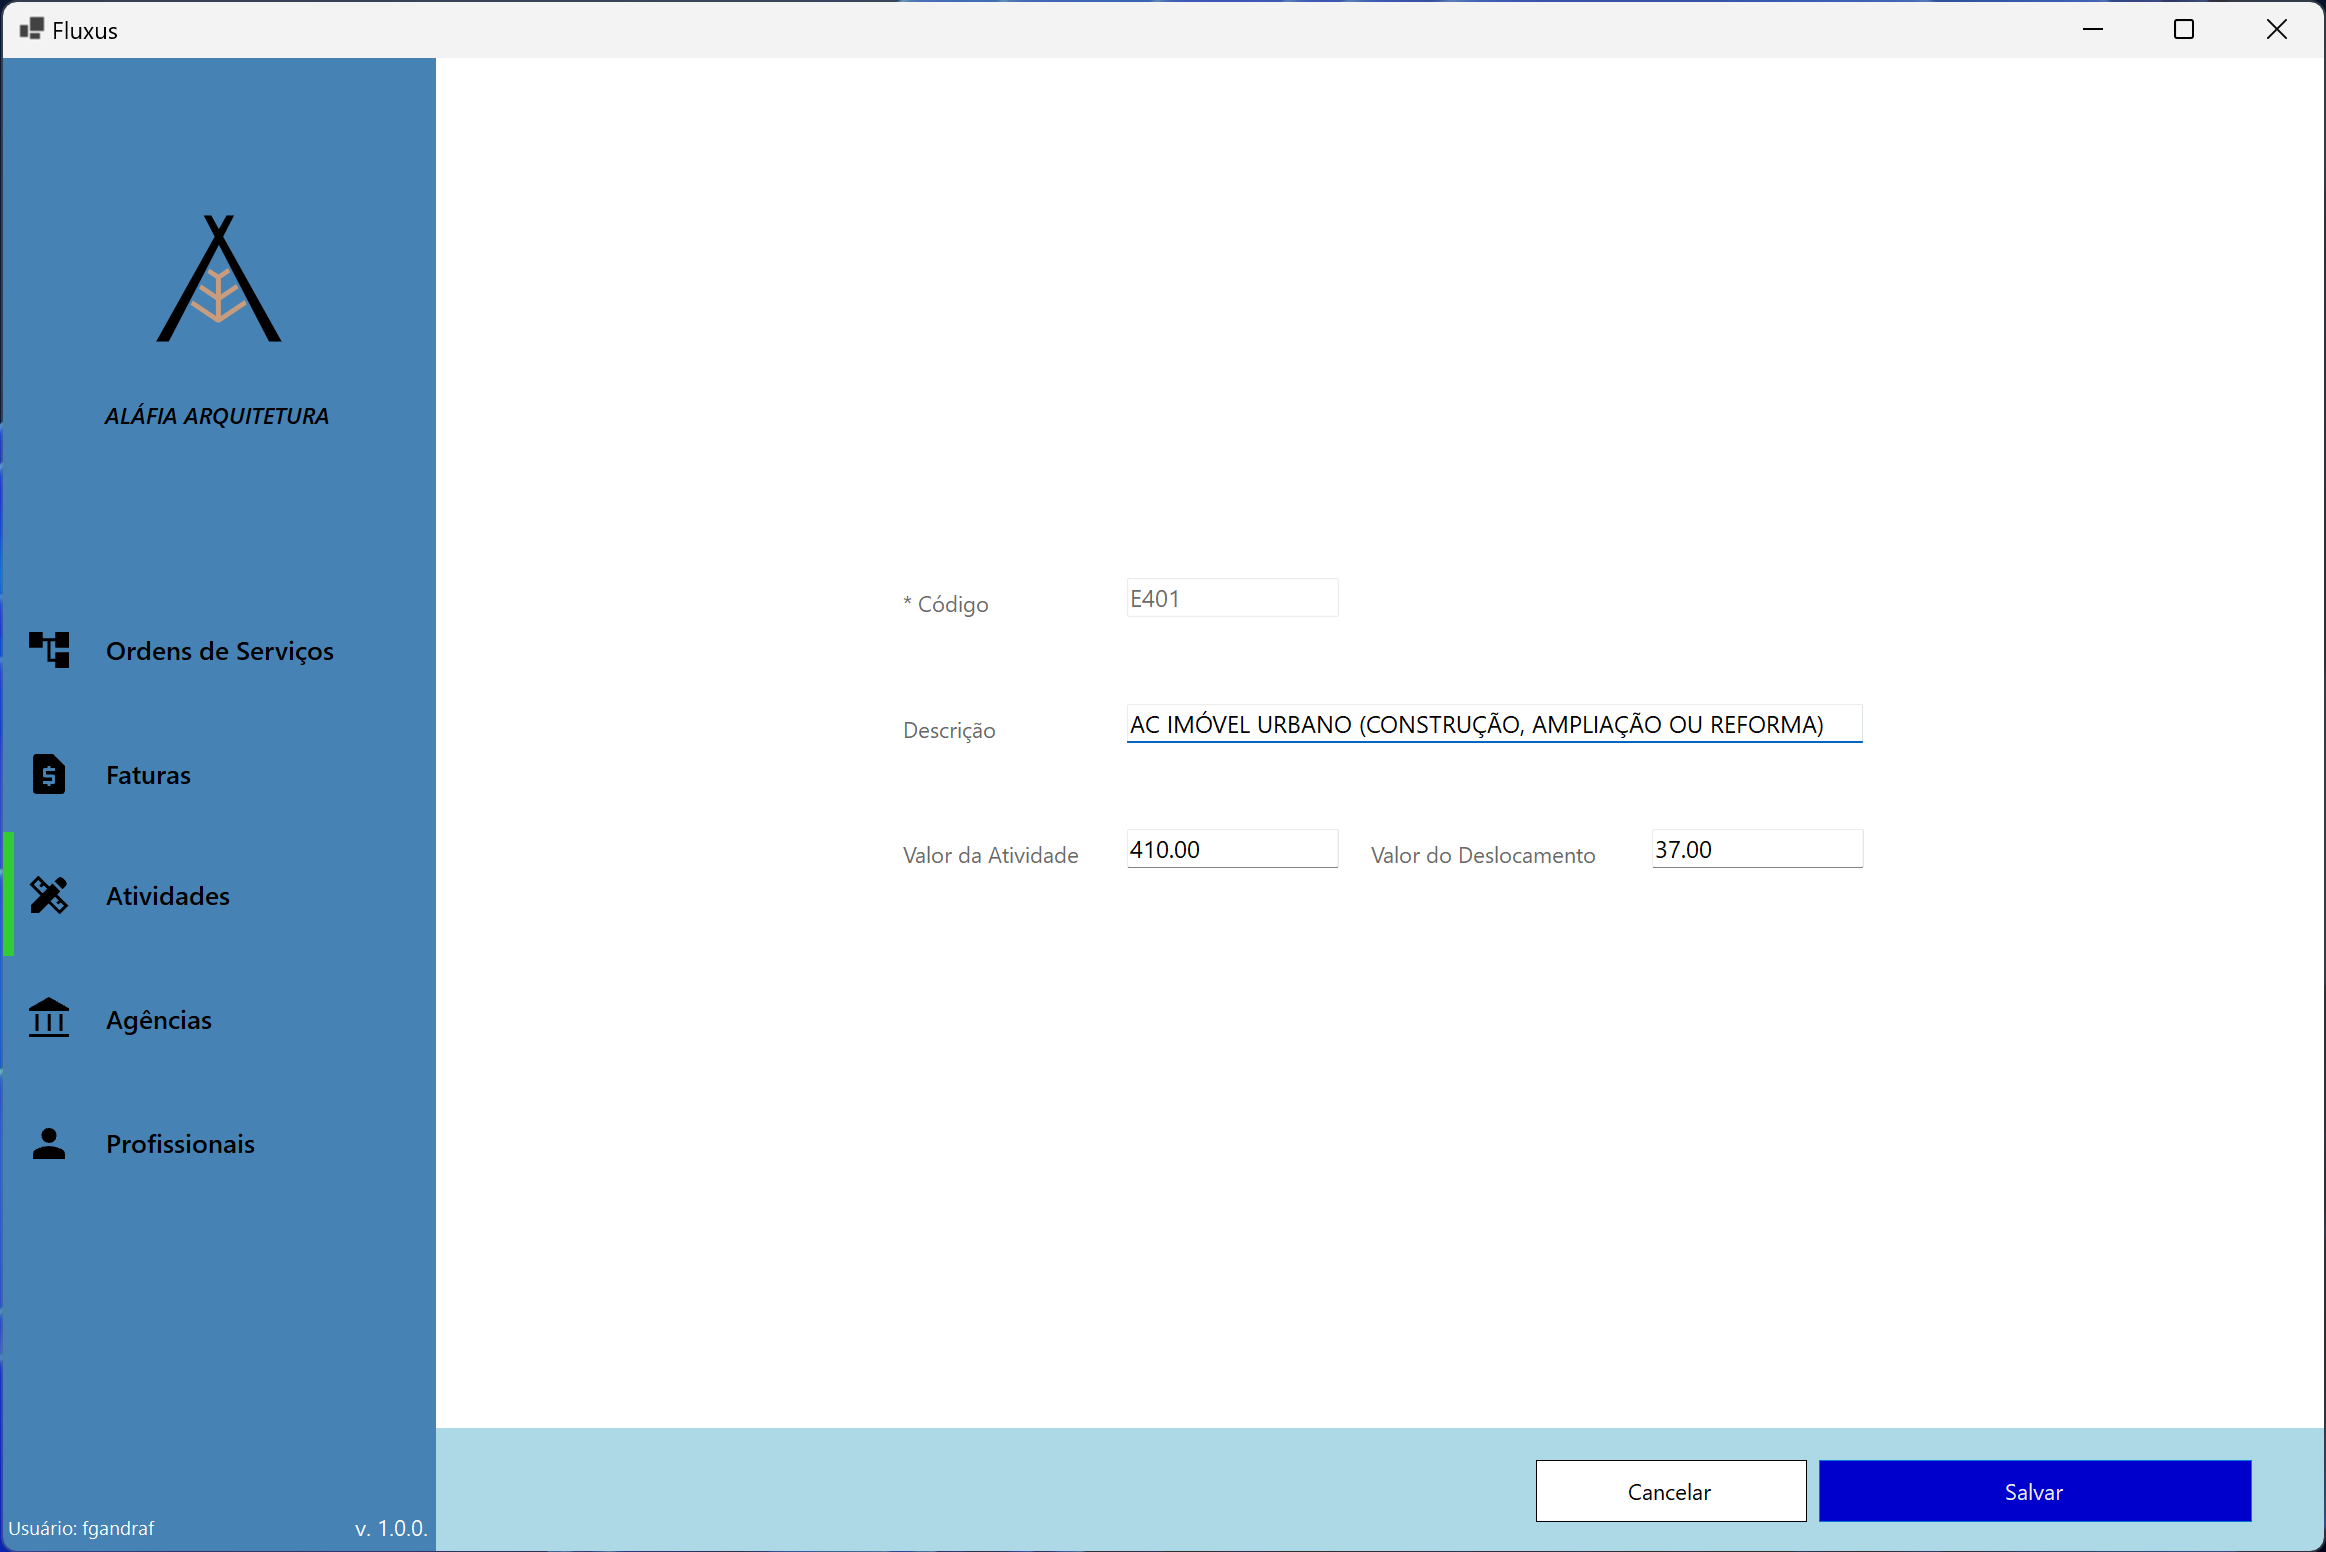 Fluxus
ALÁFIA ARQUITETURA
Ordens de Serviços
Faturas
Atividades
Agências
Profissionais
Usuário: fgandraf
v. 1.0.0.
* Código
E401
Descrição
AC IMÓVEL URBANO (CONSTRUÇÃO, AMPLIAÇÃO OU REFORMA)
Valor da Atividade
410.00
Valor do Deslocamento
37.00
Cancelar
Salvar